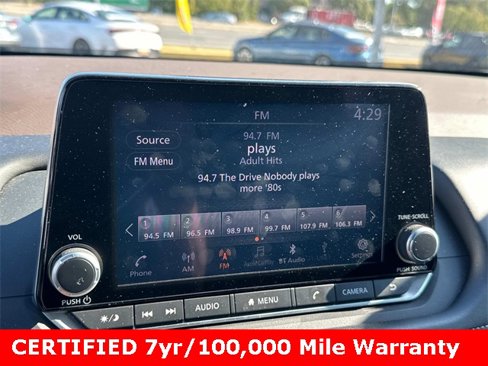 FM
4:29
Source
94.7 FM
plays
FM Menu
Adult Hits
94.7 The Drive Nobody plays
more '80s
1 2 3 4 5 6
94.5 FM 96.5 FM 98.9 FM 99.7 FM 107.9 FM 106.3 FM
VOL
TUNE·SCROLL
Phone
AM
FM
BT Audio
Settings
PUSH
PUSH SOUND
AUDIO
MENU
CAMERA
CERTIFIED 7yr/100,000 Mile Warranty